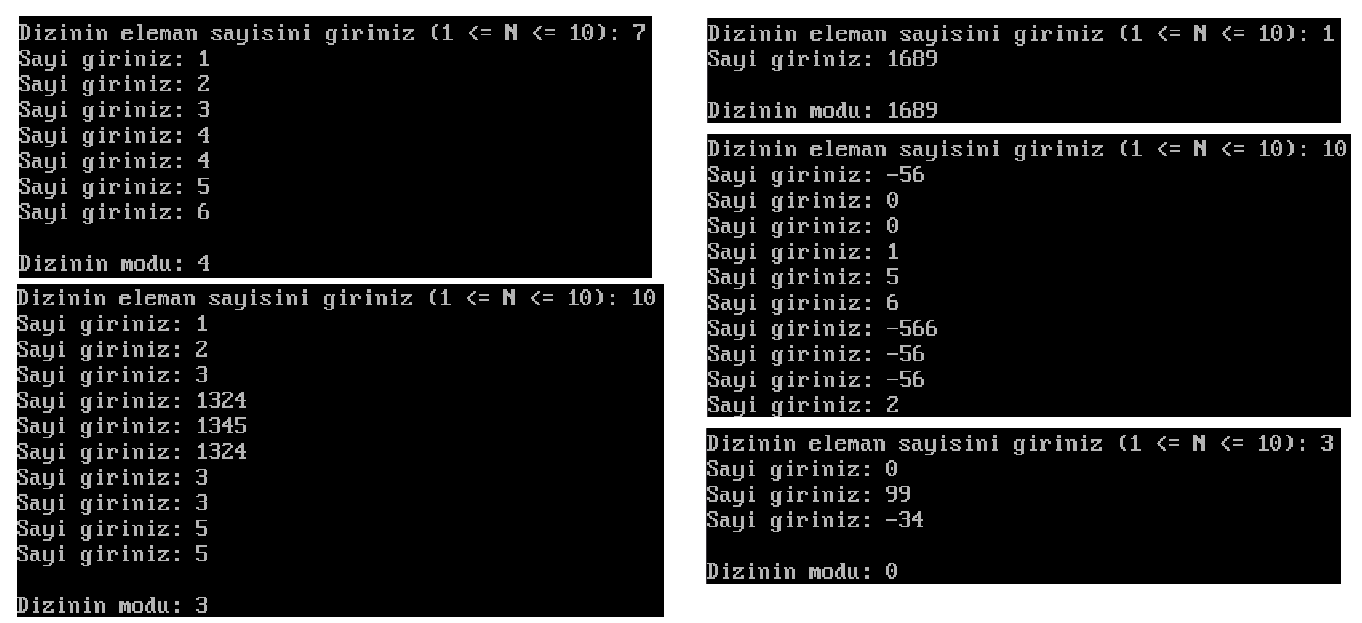 Dizinin eleman sayisini giriniz (1 <= N <= 10): 7
Sayi giriniz: 1
Sayi giriniz: 2
Sayi giriniz: 3
Sayi giriniz: 4
Sayi giriniz: 4
Sayi giriniz: 5
Sayi giriniz: 6
Dizinin modu: 4
Dizinin eleman sayisini giriniz (1 <= N <= 10): 10
Sayi giriniz: 1
Sayi giriniz: 2
Sayi giriniz: 3
Sayi giriniz: 1324
Sayi giriniz: 1345
Sayi giriniz: 1324
Sayi giriniz: 3
Sayi giriniz: 3
Sayi giriniz: 5
Sayi giriniz: 5
Dizinin modu: 3
Dizinin eleman sayisini giriniz (1 <= N <= 10): 1
Sayi giriniz: 1689
Dizinin modu: 1689
Dizinin eleman sayisini giriniz (1 <= N <= 10): 10
Sayi giriniz: -56
Sayi giriniz: 0
Sayi giriniz: 0
Sayi giriniz: 1
Sayi giriniz: 5
Sayi giriniz: 6
Sayi giriniz: -566
Sayi giriniz: -56
Sayi giriniz: -56
Sayi giriniz: 2
Dizinin eleman sayisini giriniz (1 <= N <= 10): 3
Sayi giriniz: 0
Sayi giriniz: 99
Sayi giriniz: -34
Dizinin modu: 0